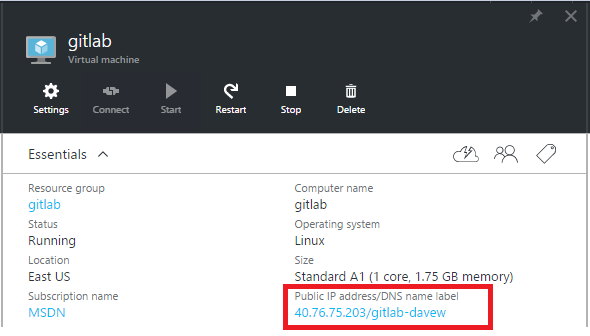 gitlab
Virtual machine
Settings Connect Start Restart Stop Delete
Essentials
Resource group
gitlab
Computer name
gitlab
Status
Running
Operating system
Linux
Location
East US
Size
Standard A1 (1 core, 1.75 GB memory)
Subscription name
MSDN
Public IP address/DNS name label
40.76.75.203/gitlab-davew